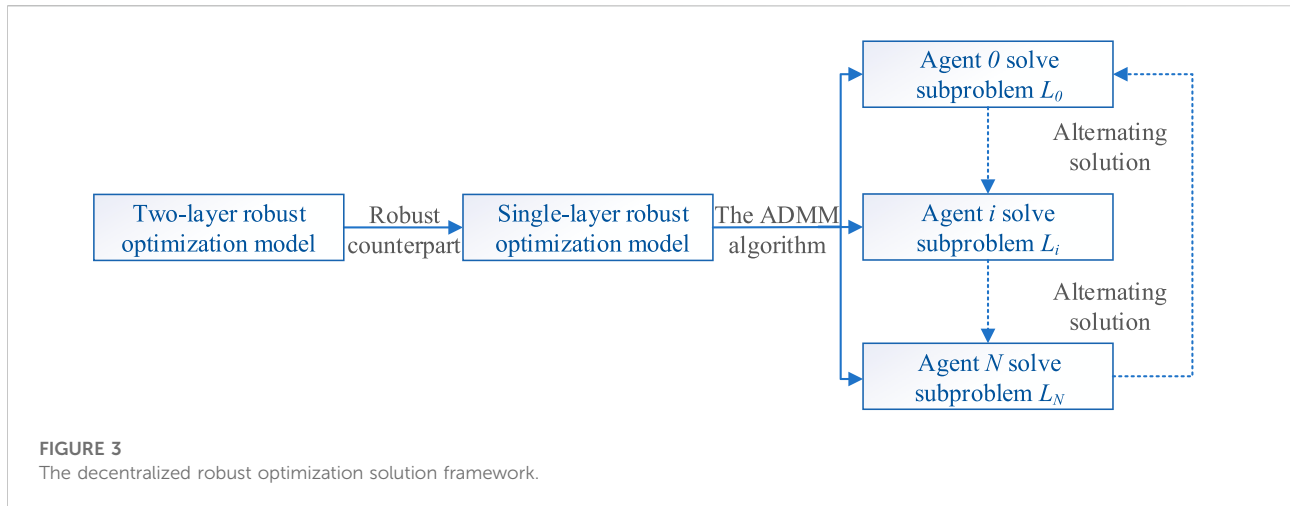 Two-layer robust
optimization model
Robust
counterpart
Single-layer robust
optimization model
The ADMM
algorithm
Agent 0 solve
subproblem L0
Alternating
solution
Agent i solve
subproblem Li
Alternating
solution
Agent N solve
subproblem LN
FIGURE 3
The decentralized robust optimization solution framework.